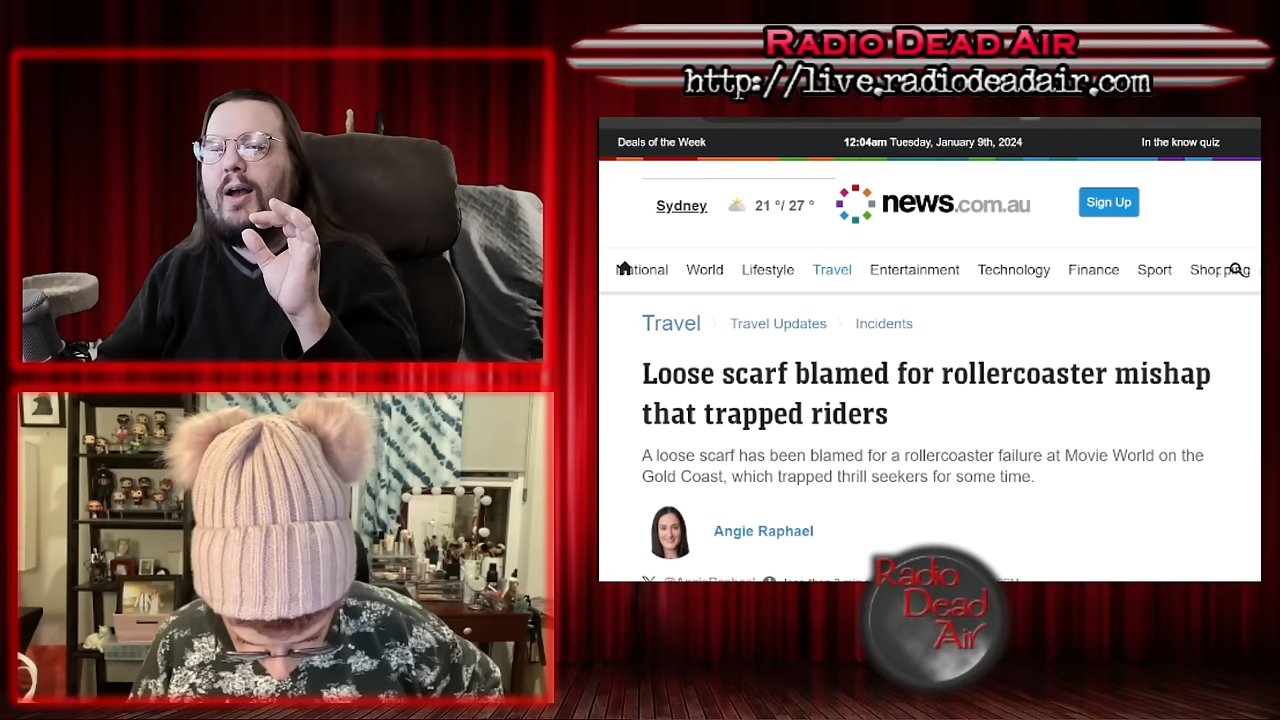 RADIO DEAD AIR
http://live.radiodeadair.com
Deals of the Week
12:04am Tuesday, January 9th, 2024
In the know quiz
Sydney
21 °/ 27 °
news.com.au
Sign Up
National World Lifestyle Travel Entertainment Technology Finance Sport Shopping
Travel Travel Updates Incidents
Loose scarf blamed for rollercoaster mishap
that trapped riders
A loose scarf has been blamed for a rollercoaster failure at Movie World on the
Gold Coast, which trapped thrill seekers for some time.
Angie Raphael
Radio
Dead
Air